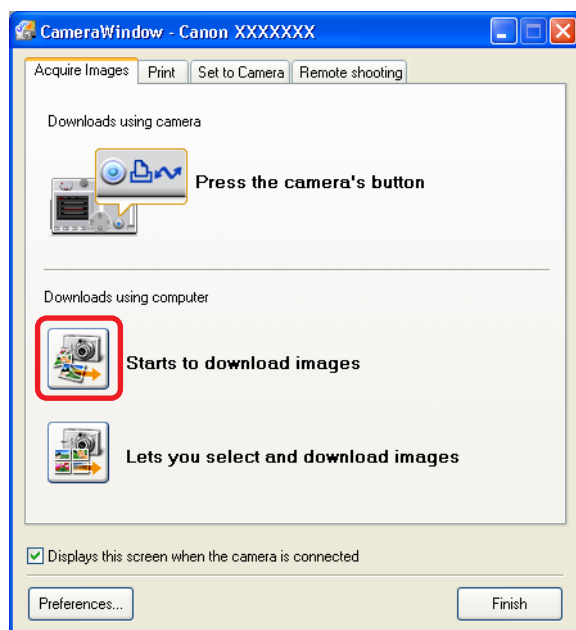 CameraWindow - Canon XXXXXXX
Acquire Images Print Set to Camera Remote shooting
Downloads using camera
Press the camera's button
Downloads using computer
Starts to download images
Lets you select and download images
Displays this screen when the camera is connected
Preferences... Finish